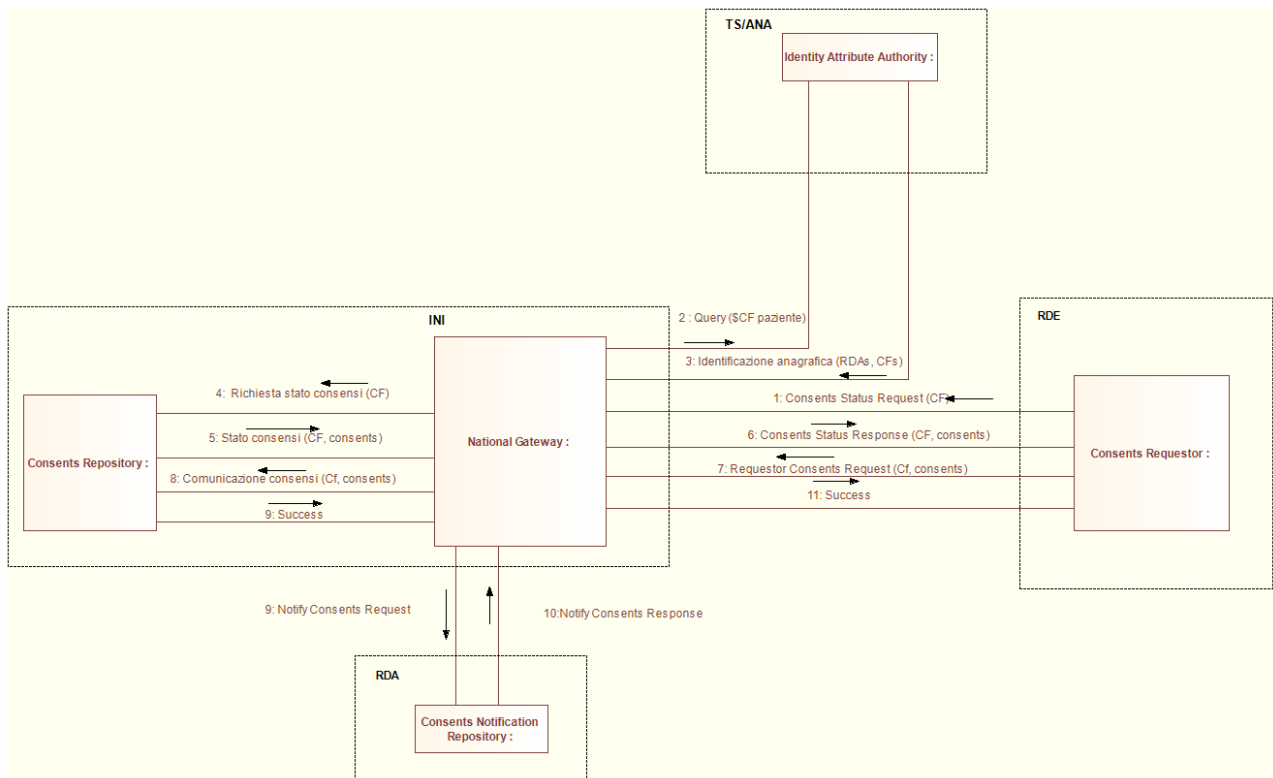 TS/ANA
Identity Attribute Authority :
INI
RDE
2 : Query ($CF paziente)
3: Identificazione anagrafica (RDAs, CFs)
4: Richiesta stato consensi (CF)
1: Consents Status Request (CF)
5: Stato consensi (CF, consents)
National Gateway :
6: Consents Status Response (CF, consents)
Consents Repository :
Consents Requestor :
8: Comunicazione consensi (Cf, consents)
7: Requestor Consents Request (Cf, consents)
9: Success
11: Success
9: Notify Consents Request
10:Notify Consents Response
RDA
Consents Notification
Repository :